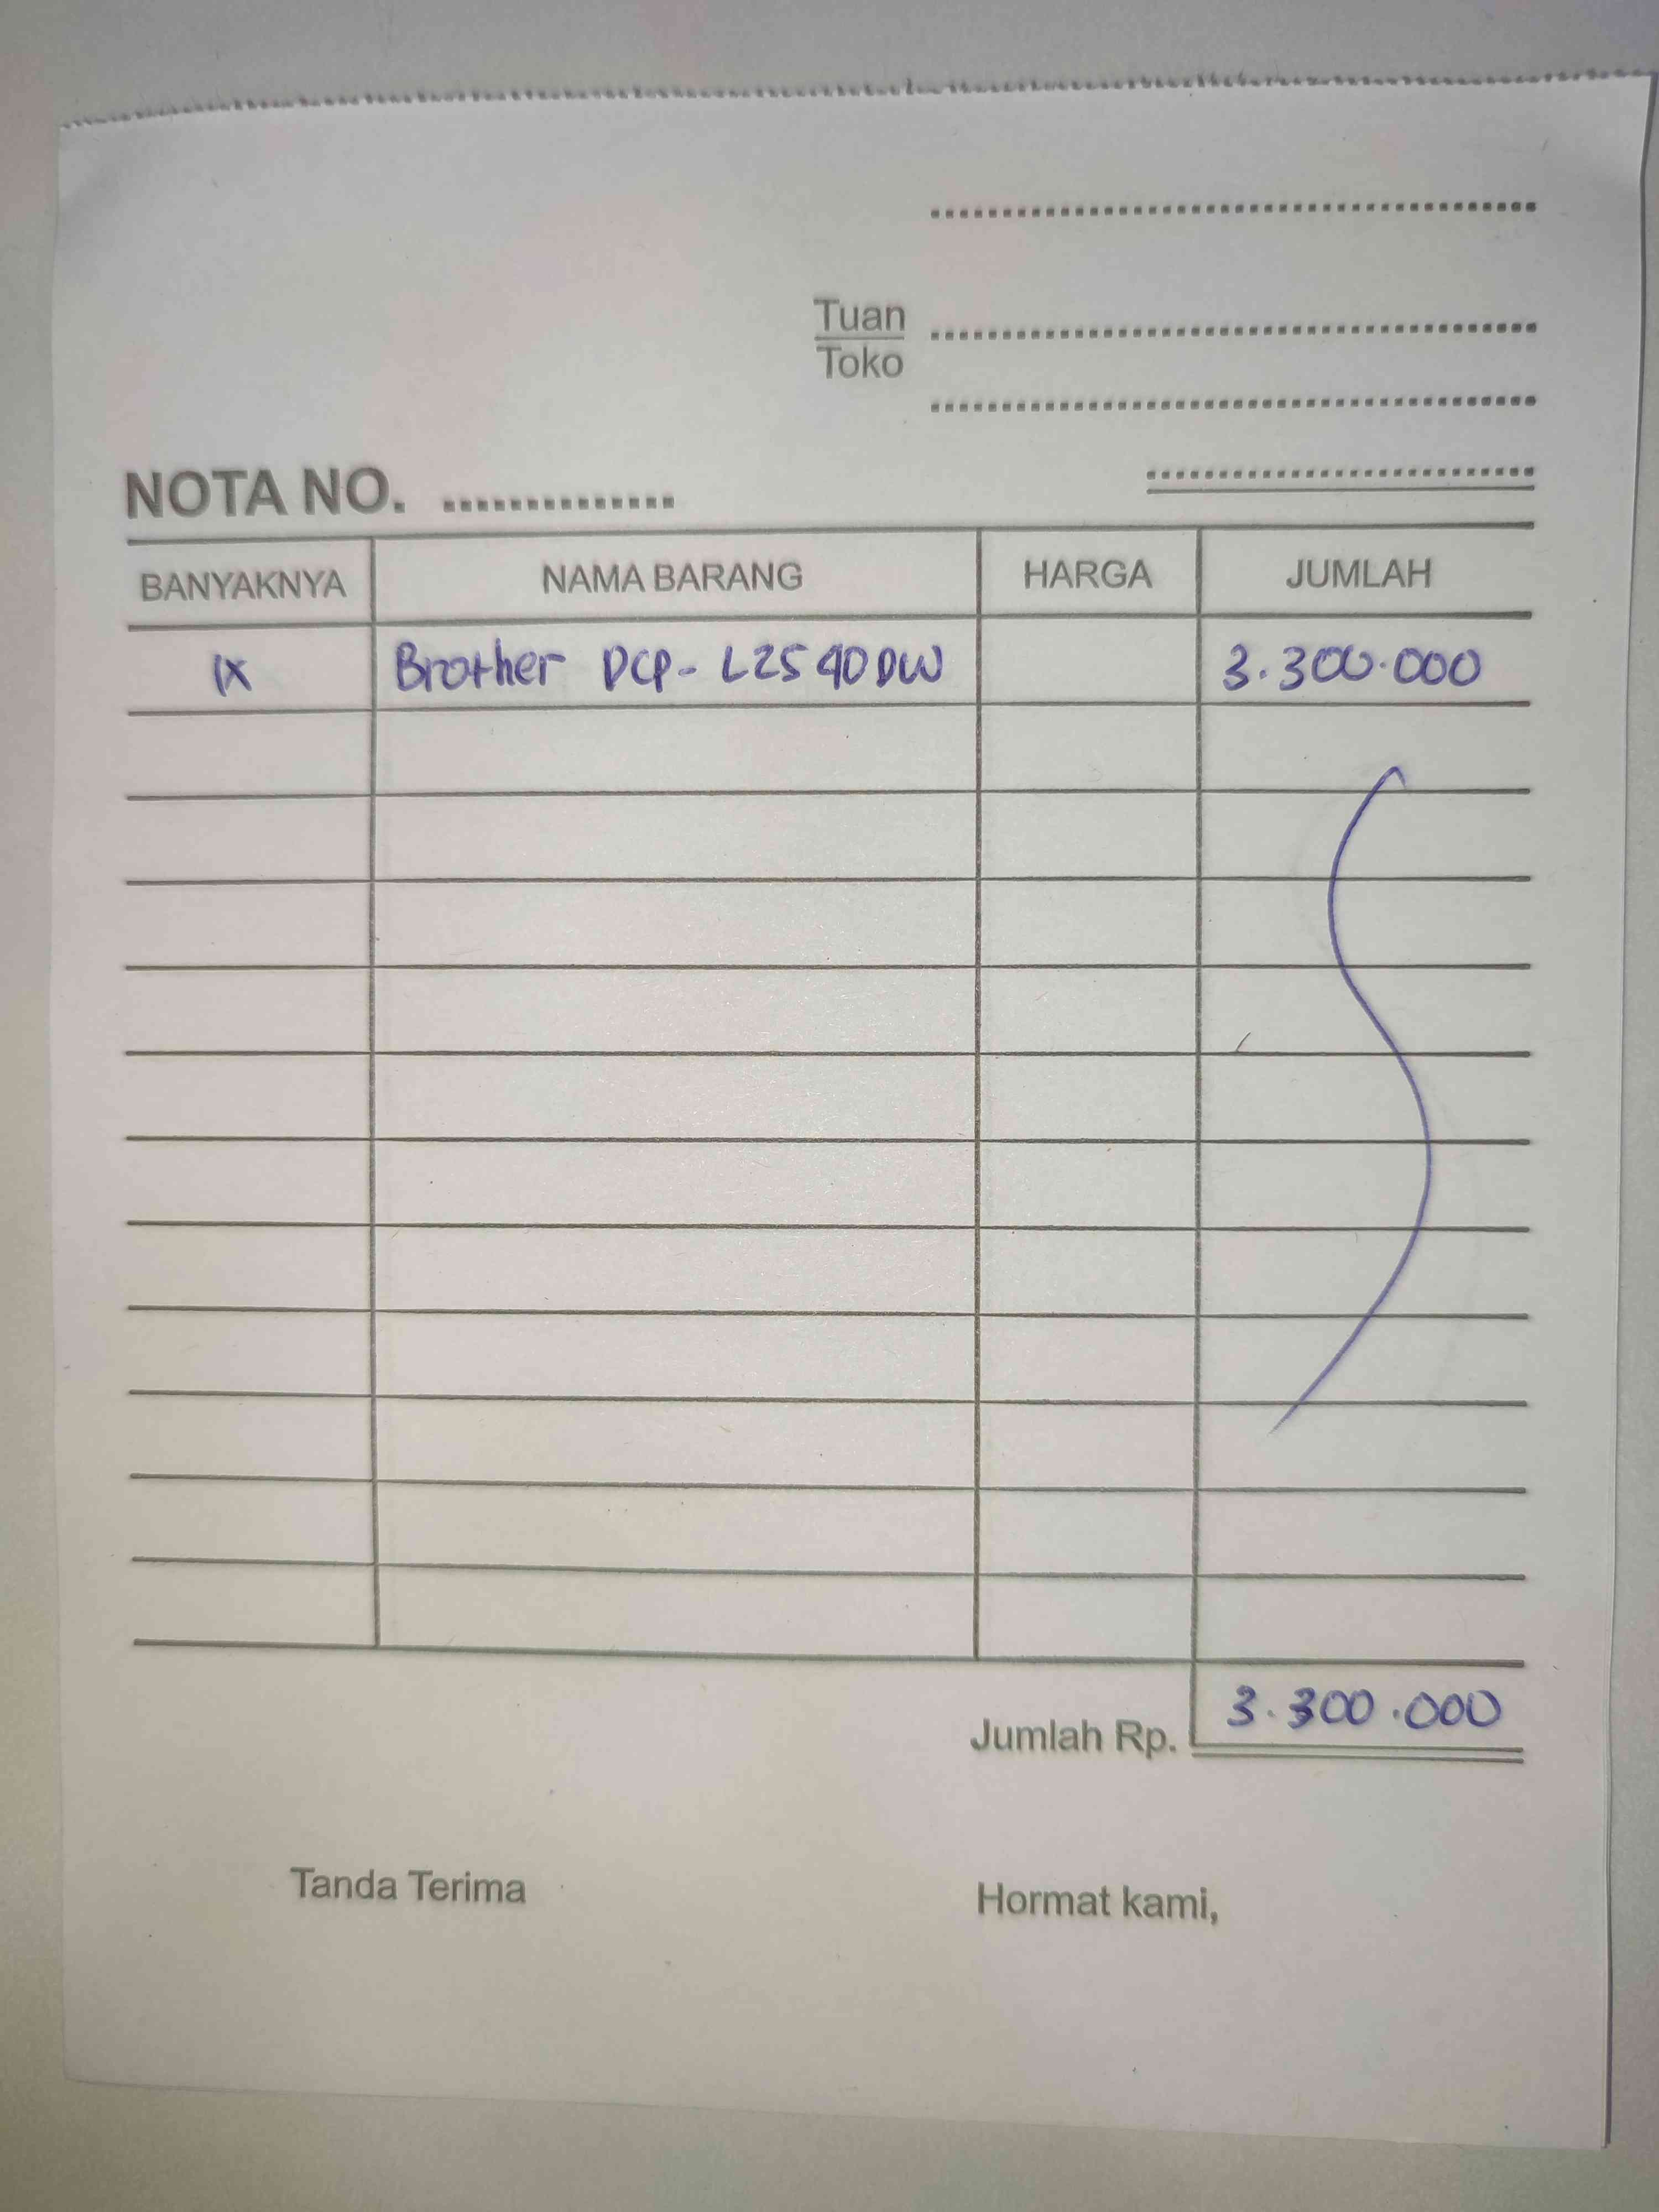 Tuan
Toko
NOTA NO. ..............
BANYAKNYA NAMA BARANG HARGA JUMLAH
1x Brother DCP-L2540DW 3.300.000
Jumlah Rp. 3.300.000
Tanda Terima Hormat kami,